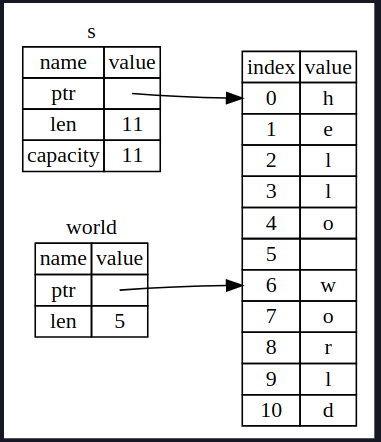 s
name value
ptr
len 11
capacity 11
world
name value
ptr
len 5
index value
0 h
1 e
2 l
3 l
4 o
5
6 w
7 o
8 r
9 l
10 d